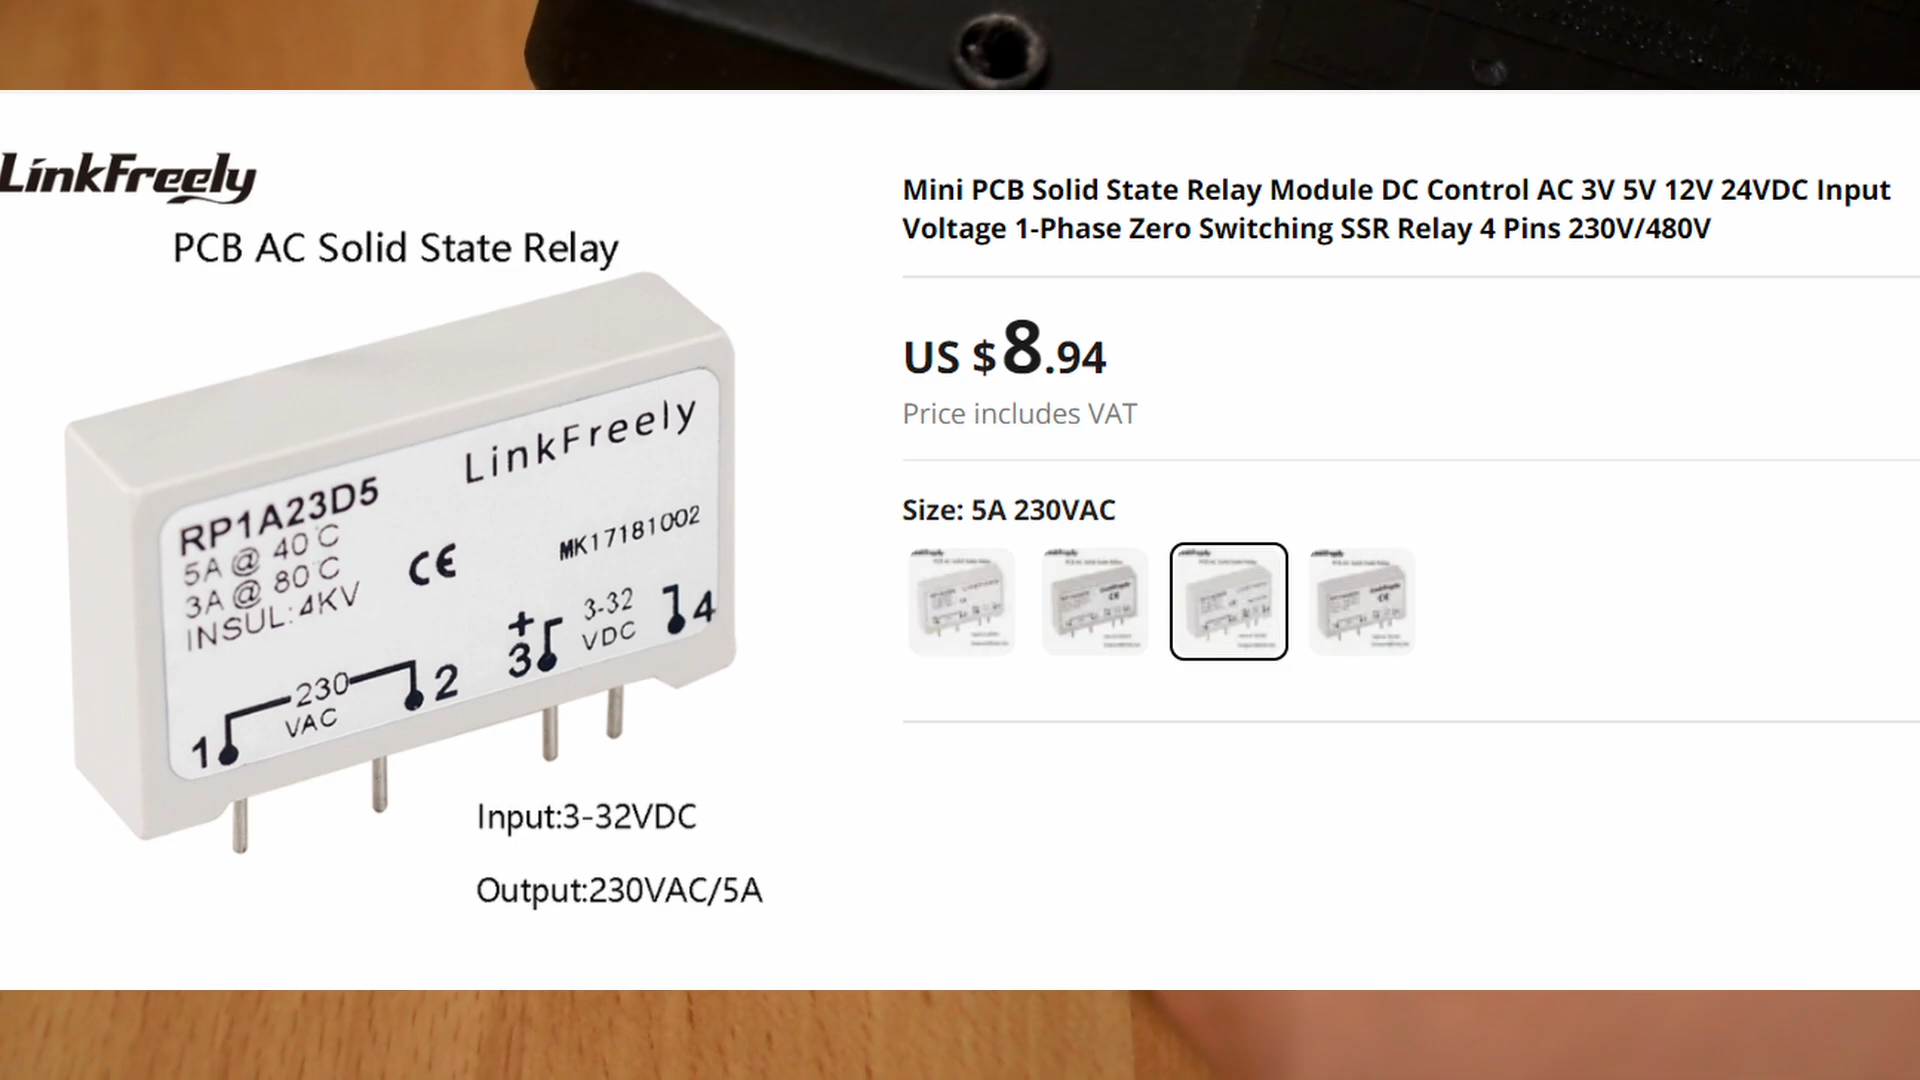 LinkFreely
PCB AC Solid State Relay
LinkFreely
RP1A23D5
5A @ 40°C
3A @ 80°C
INSUL:4KV
CE
MK17181002
230
VAC
1
2
+
3
3-32
VDC
4
Input:3-32VDC
Output:230VAC/5A
Mini PCB Solid State Relay Module DC Control AC 3V 5V 12V 24VDC Input
Voltage 1-Phase Zero Switching SSR Relay 4 Pins 230V/480V
US $8.94
Price includes VAT
Size: 5A 230VAC